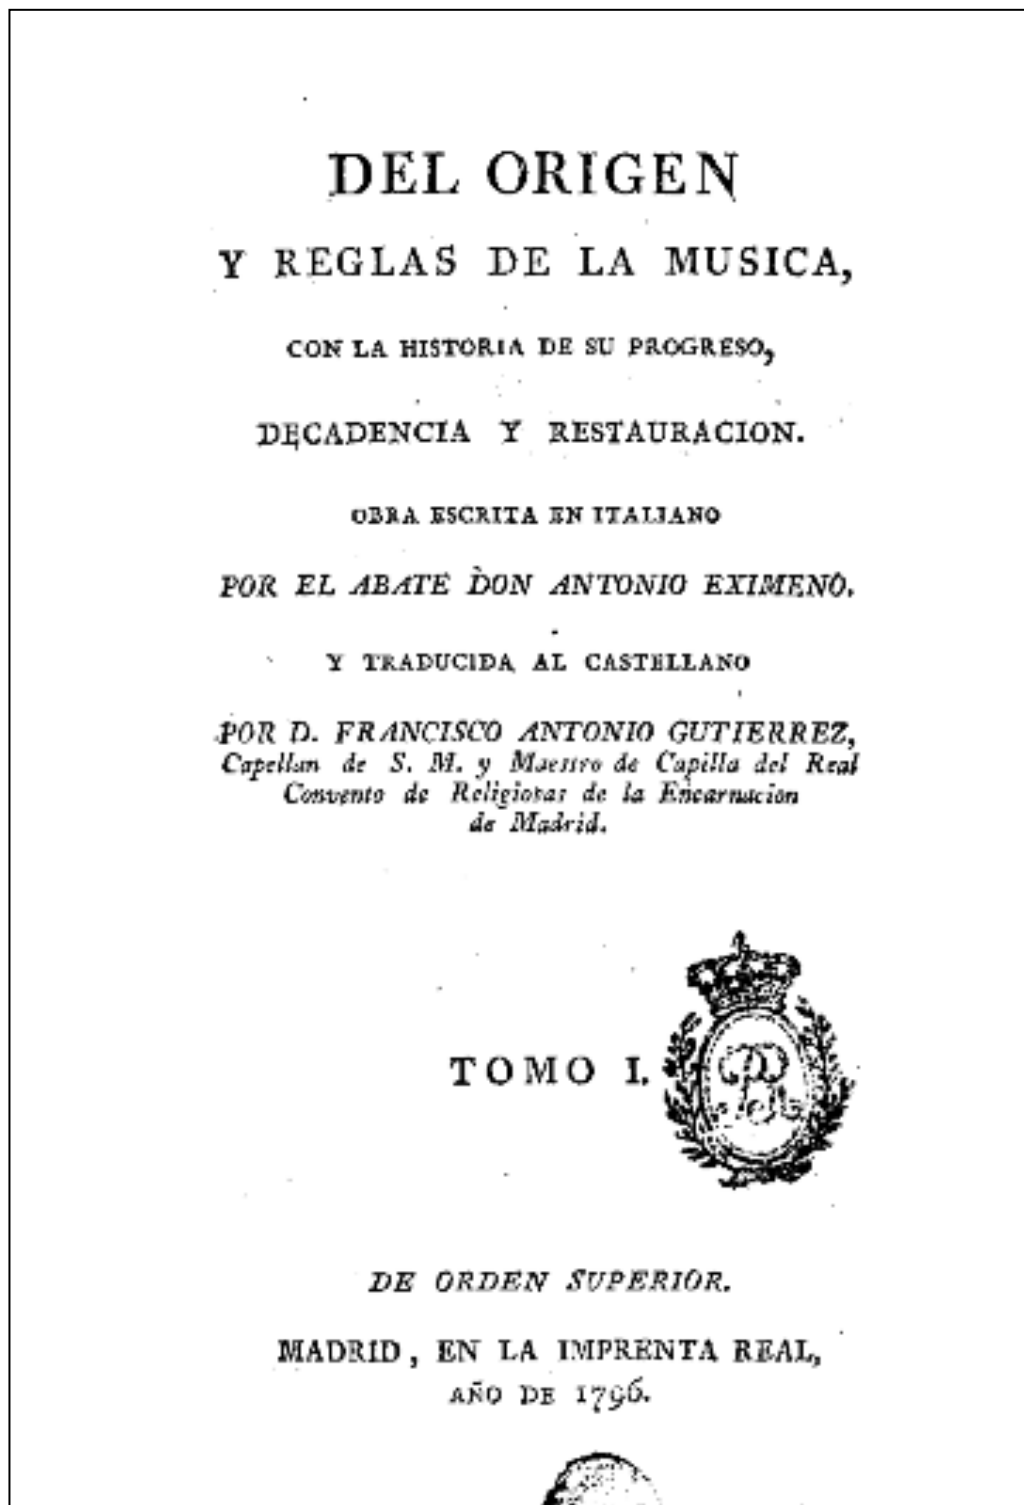 DEL ORIGEN
Y REGLAS DE LA MUSICA,
CON LA HISTORIA DE SU PROGRESO,
DECADENCIA Y RESTAURACION.
OBRA ESCRITA EN ITALIANO
POR EL ABATE DON ANTONIO EXIMENO.
Y TRADUCIDA AL CASTELLANO
POR D. FRANCISCO ANTONIO GUTIERREZ,
Capellan de S. M. y Maestro de Capilla del Real
Convento de Religiosas de la Encarnacion
de Madrid.
TOMO I.
DE ORDEN SUPERIOR.
MADRID, EN LA IMPRENTA REAL,
AÑO DE 1796.